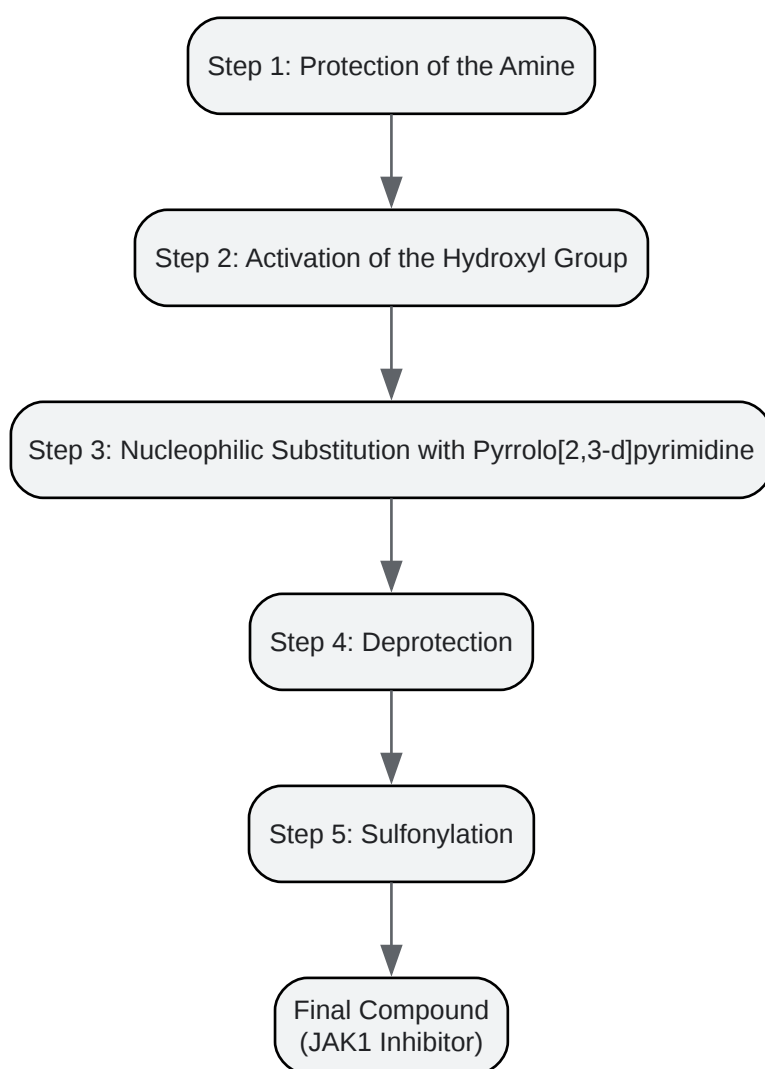 Step 1: Protection of the Amine
Step 2: Activation of the Hydroxyl Group
Step 3: Nucleophilic Substitution with Pyrrolo[2,3-d]pyrimidine
Step 4: Deprotection
Step 5: Sulfonylation
Final Compound
(JAK1 Inhibitor)